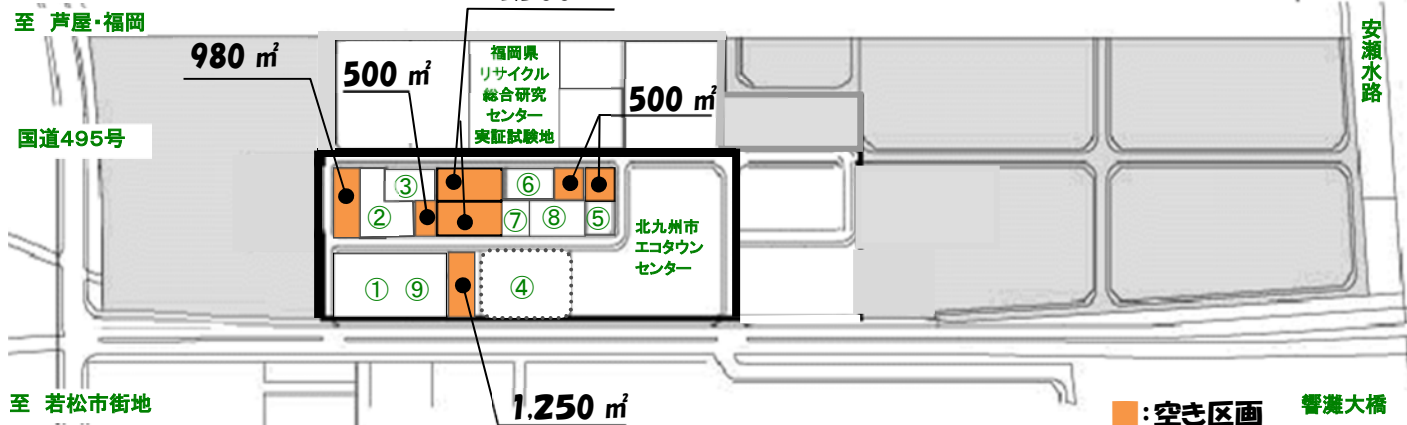 至 芦屋・福岡
980 ㎡
500 ㎡
福岡県
リサイクル
総合研究
センター
実証試験地
500 ㎡
安瀬水路
国道495号
③
⑥
②
⑦
⑧
⑤
北九州市
エコタウン
センター
① ⑨
④
至 若松市街地
1,250 ㎡
:空き区画
響灘大橋